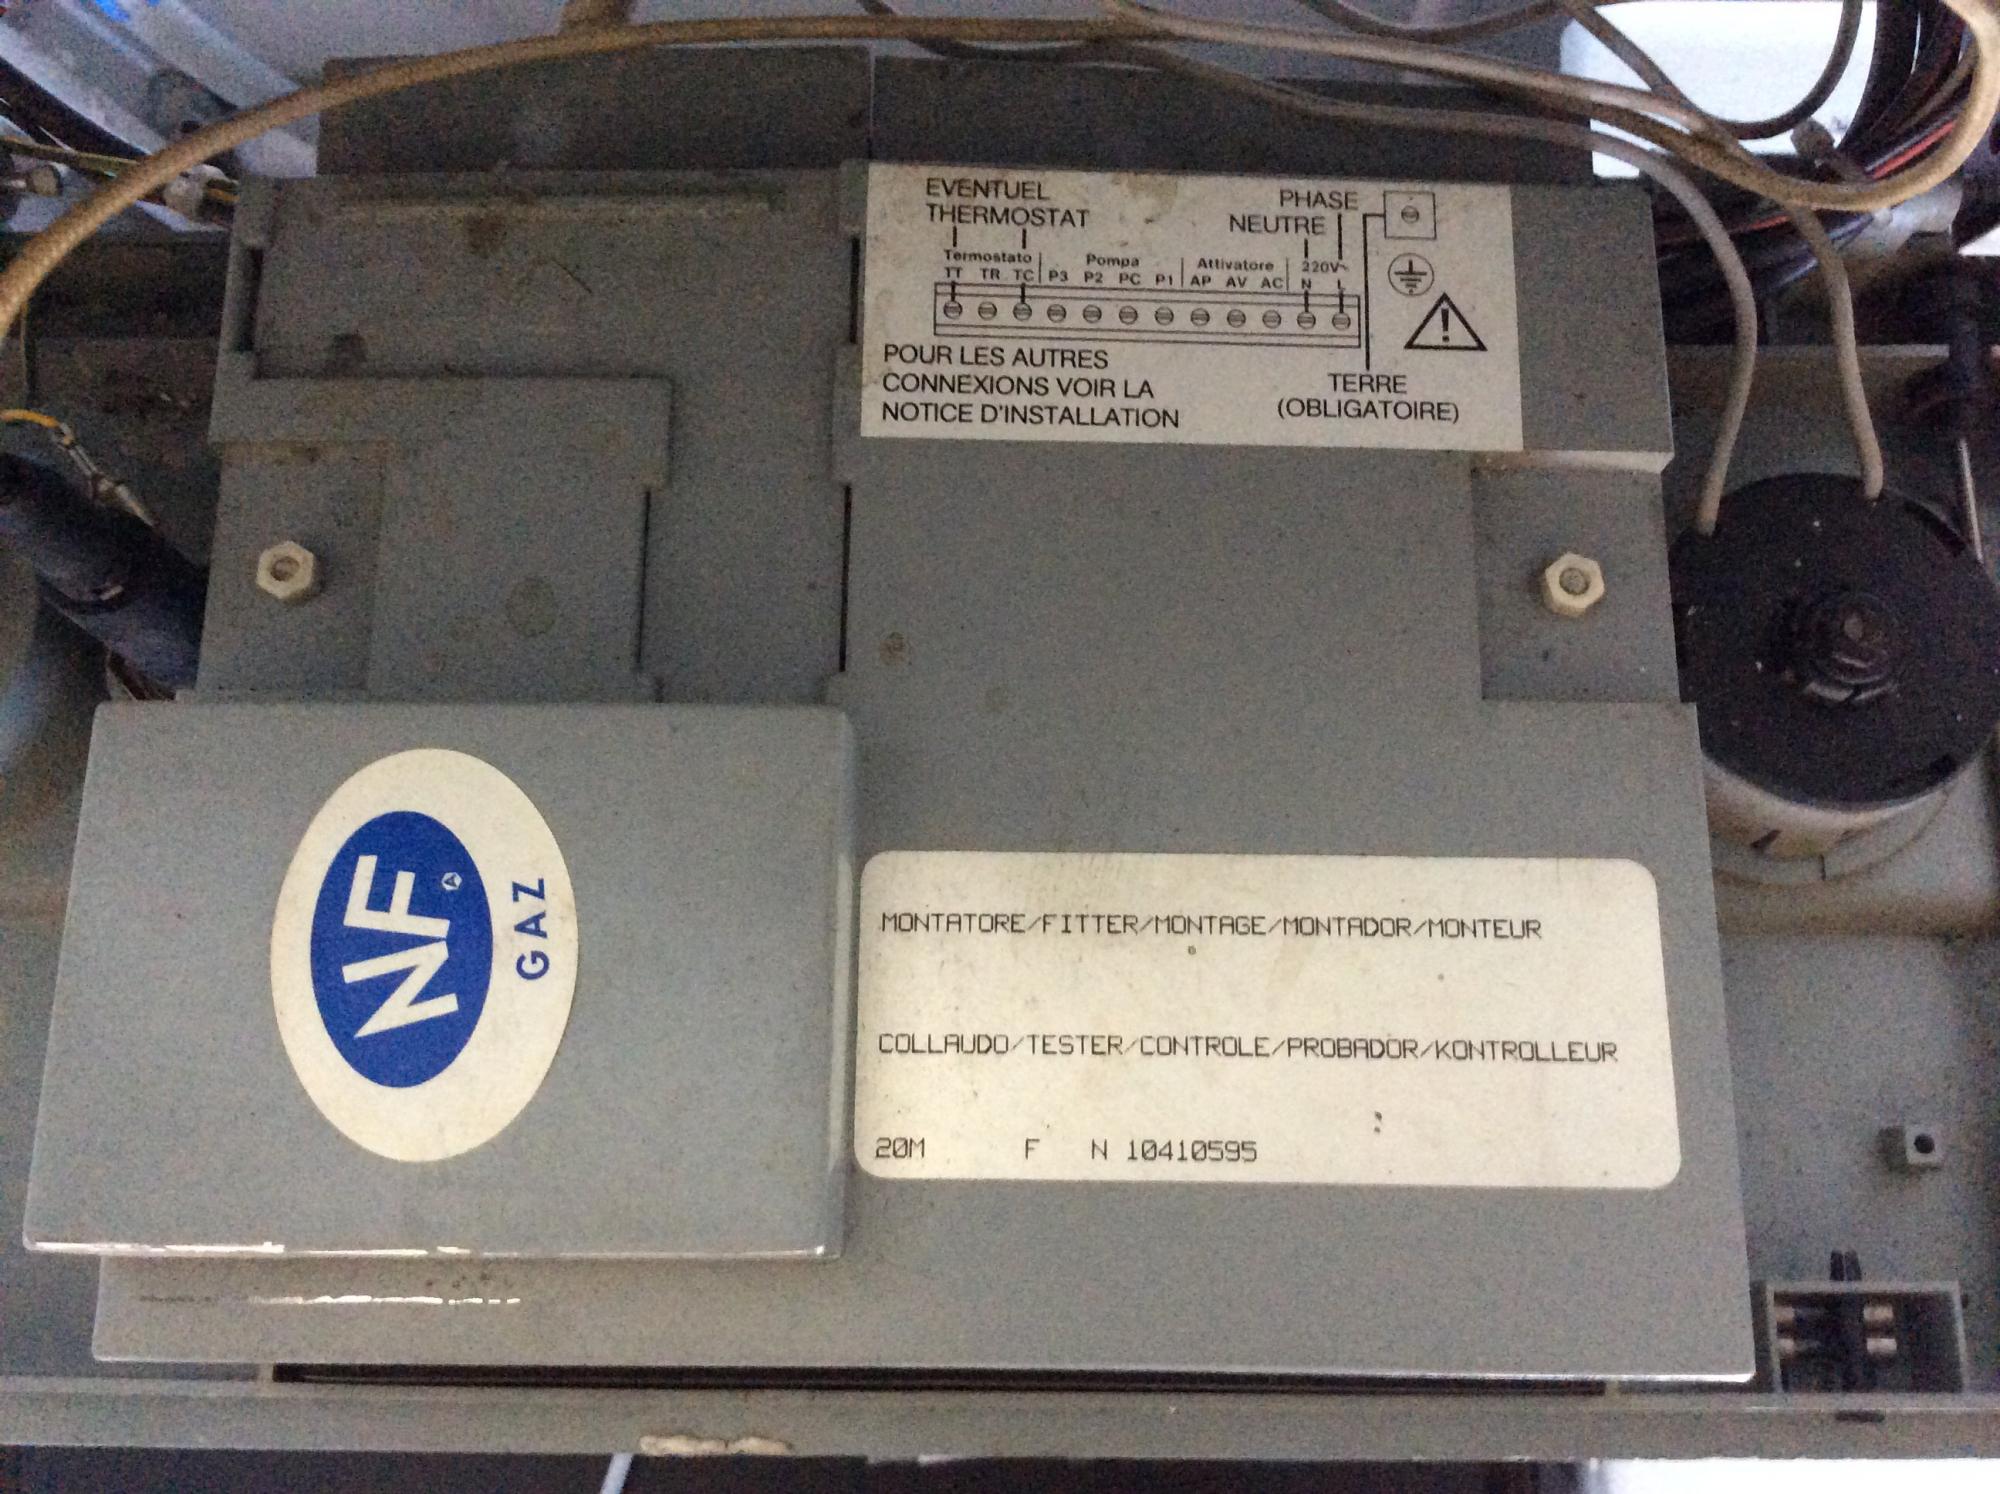 EVENTUEL
THERMOSTAT
PHASE
NEUTRE
Termostato Pompa Attivatore 220V~
TT TR TC P3 P2 PC P1 AP AV AC N L
!
POUR LES AUTRES
CONNEXIONS VOIR LA
NOTICE D'INSTALLATION
TERRE
(OBLIGATOIRE)
NF
GAZ
MONTATORE/FITTER/MONTAGE/MONTADOR/MONTEUR
COLLAUDO/TESTER/CONTROLE/PROBADOR/KONTROLLEUR
20M F N 10410595